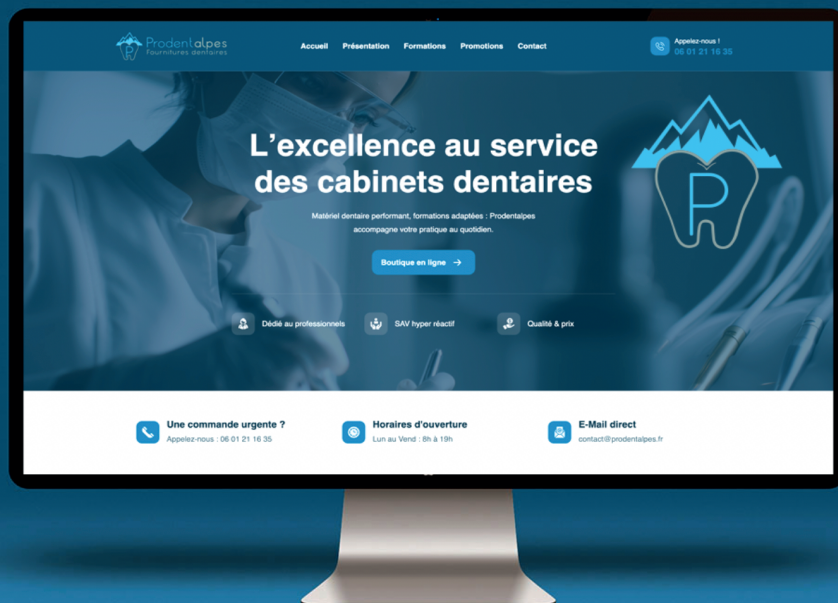 Prodentalpes
Fournitures dentaires
Accueil Présentation Formations Promotions Contact
Appelez-nous !
06 01 21 16 35
L'excellence au service
des cabinets dentaires
P
Matériel dentaire performant, formations adaptées : Prodentalpes
accompagne votre pratique au quotidien.
Boutique en ligne →
Dédié au professionnels SAV hyper réactif Qualité & prix
Une commande urgente ?
Appelez-nous : 06 01 21 16 35
Horaires d'ouverture
Lun au Vend : 8h à 19h
E-Mail direct
contact@prodentalpes.fr